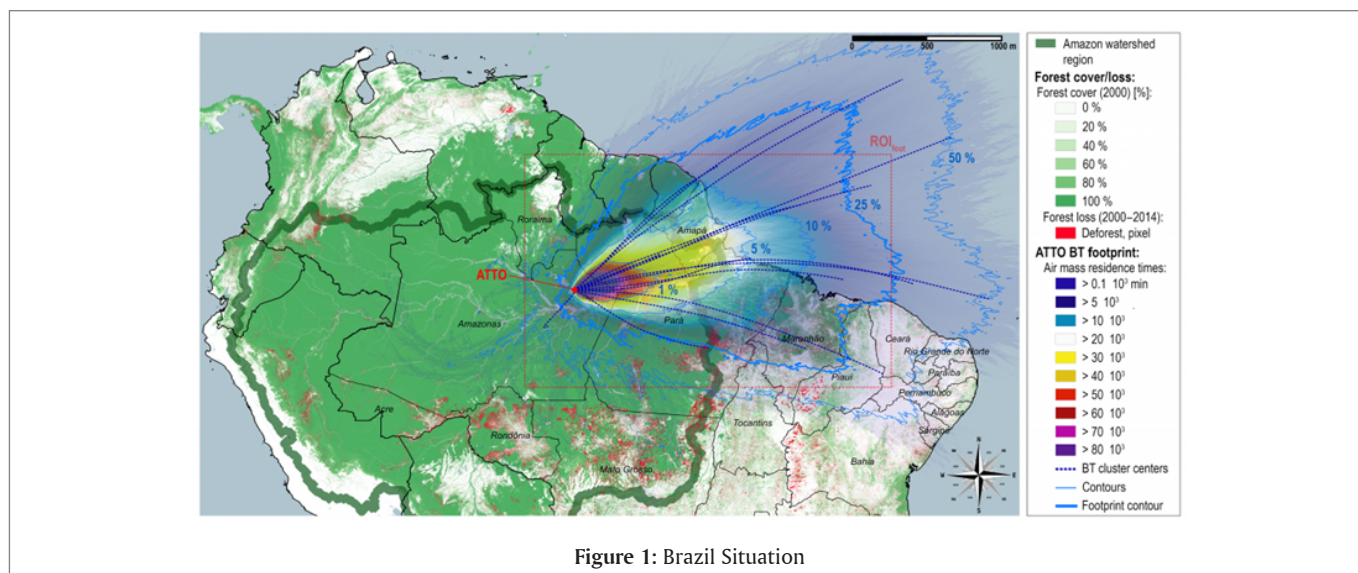 0
500
1000 m
ROI foot
50 %
25 %
10 %
5 %
1 %
ATTO
Roraima
Amapá
Amazonas
Pará
Maranhão
Ceará
Rio Grande do Norte
Paraíba
Piauí
Pernambuco
Alagoas
Sergipe
Acre
Rondônia
Tocantins
Mato Grosso
Bahia
N
W
E
S
Amazon watershed
region
Forest cover/loss:
Forest cover (2000) [%]:
0 %
20 %
40 %
60 %
80 %
100 %
Forest loss (2000–2014):
Deforest, pixel
ATTO BT footprint:
Air mass residence times:
> 0.1 10³ min
> 5 10³
> 10 10³
> 20 10³
> 30 10³
> 40 10³
> 50 10³
> 60 10³
> 70 10³
> 80 10³
BT cluster centers
Contours
Footprint contour
Figure 1: Brazil Situation